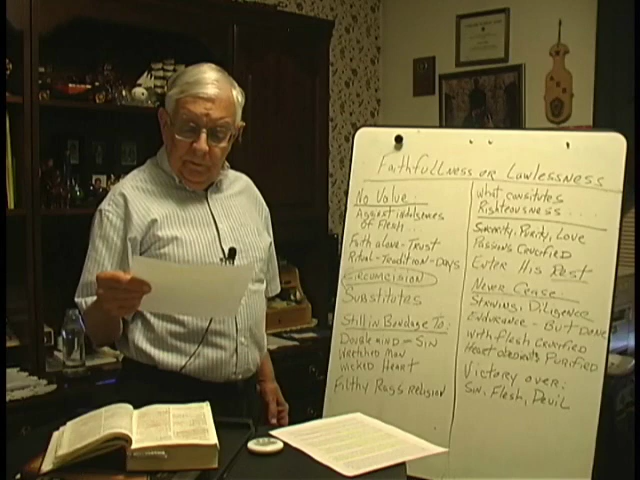 Faithfullness or Lawlessness
No Value:
Against indulgences
of Flesh...
Faith alone - Trust
Ritual - Tradition - Days
Circumcision
Substitutes
Still in Bondage To:
Double mind - Sin
Wretched Man
Wicked Heart
Filthy Rags Religion
What constitutes
Righteousness....
Sincerity, Purity, Love
Passions Crucified
Enter His Rest
Never Cease:
Striving, Diligence
Endurance - But Done
with Flesh Crucified
Heart Purified
Victory over:
Sin, Flesh, Devil